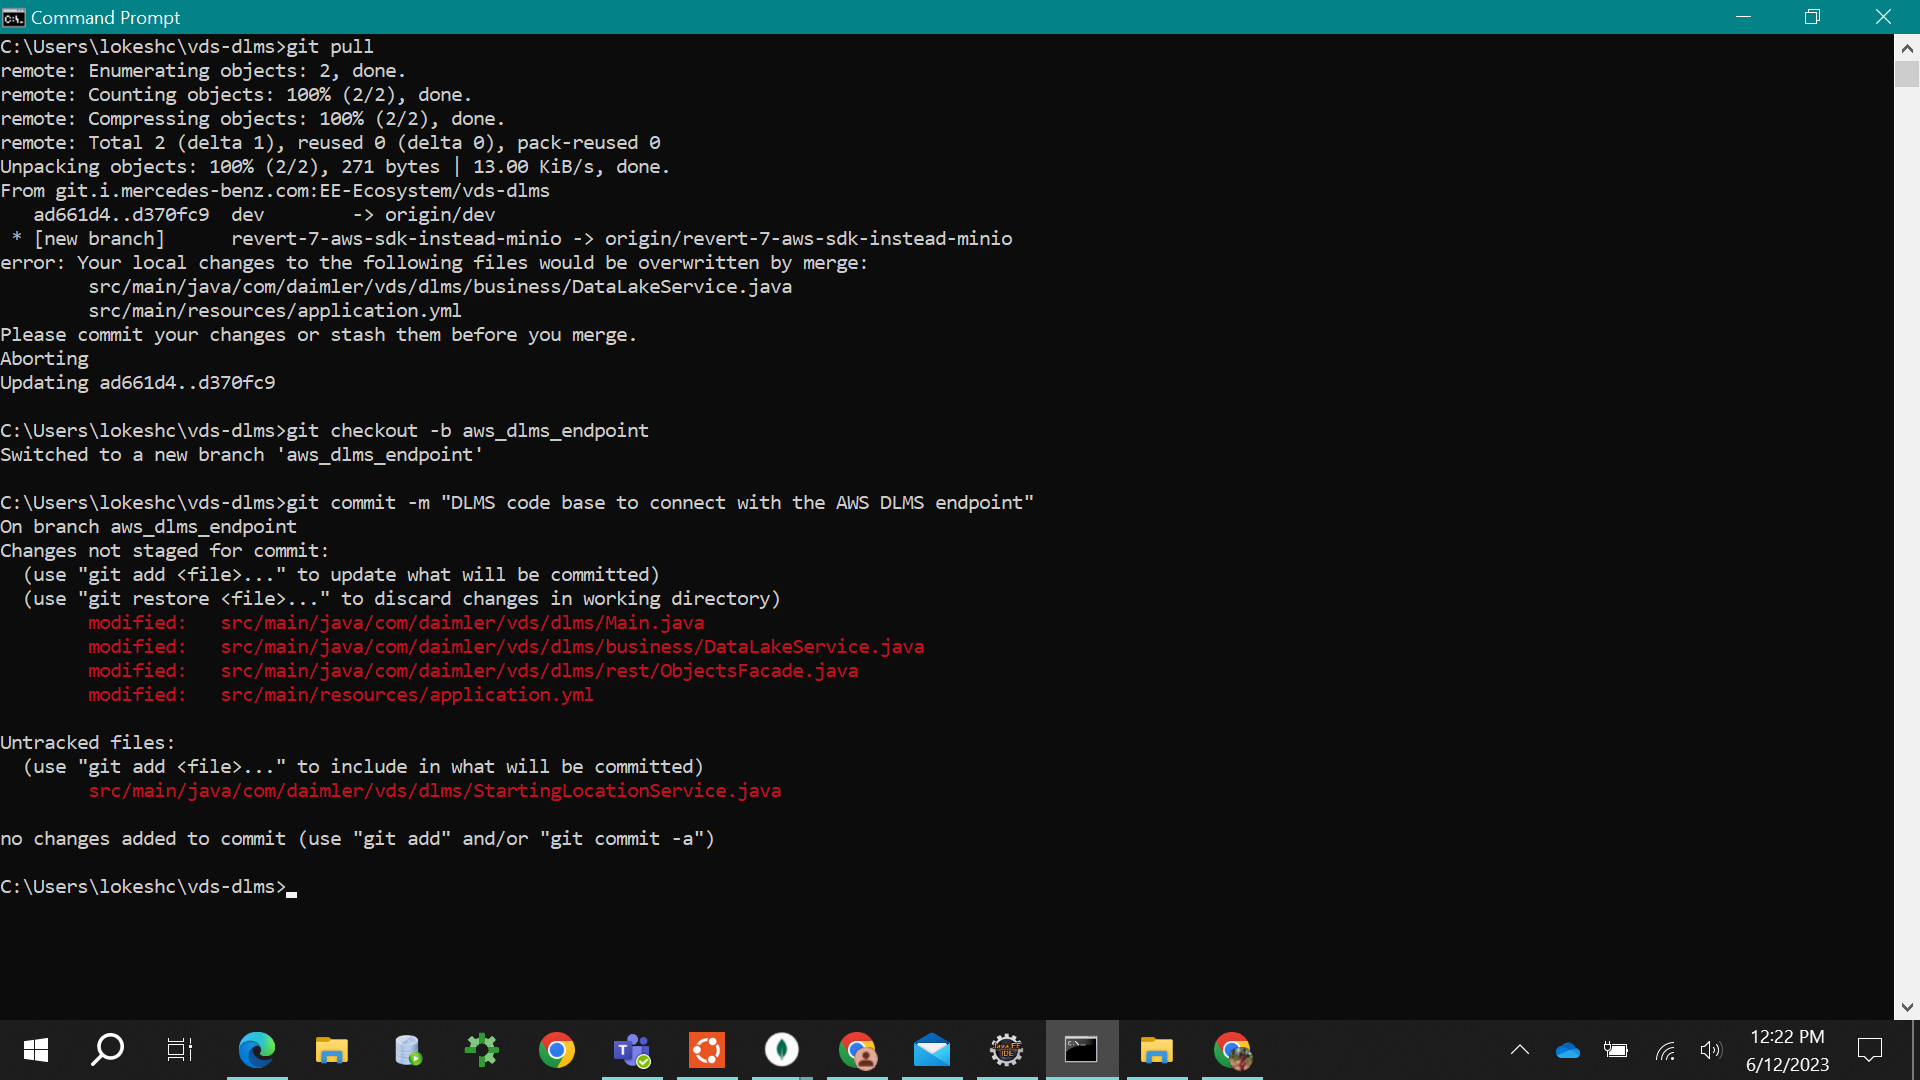 Command Prompt
C:\Users\lokeshc\vds-dlms>git pull
remote: Enumerating objects: 2, done.
remote: Counting objects: 100% (2/2), done.
remote: Compressing objects: 100% (2/2), done.
remote: Total 2 (delta 1), reused 0 (delta 0), pack-reused 0
Unpacking objects: 100% (2/2), 271 bytes | 13.00 KiB/s, done.
From git.i.mercedes-benz.com:EE-Ecosystem/vds-dlms
   ad661d4..d370fc9  dev        -> origin/dev
 * [new branch]      revert-7-aws-sdk-instead-minio -> origin/revert-7-aws-sdk-instead-minio
error: Your local changes to the following files would be overwritten by merge:
        src/main/java/com/daimler/vds/dlms/business/DataLakeService.java
        src/main/resources/application.yml
Please commit your changes or stash them before you merge.
Aborting
Updating ad661d4..d370fc9
C:\Users\lokeshc\vds-dlms>git checkout -b aws_dlms_endpoint
Switched to a new branch 'aws_dlms_endpoint'
C:\Users\lokeshc\vds-dlms>git commit -m "DLMS code base to connect with the AWS DLMS endpoint"
On branch aws_dlms_endpoint
Changes not staged for commit:
  (use "git add <file>..." to update what will be committed)
  (use "git restore <file>..." to discard changes in working directory)
        modified:   src/main/java/com/daimler/vds/dlms/Main.java
        modified:   src/main/java/com/daimler/vds/dlms/business/DataLakeService.java
        modified:   src/main/java/com/daimler/vds/dlms/rest/ObjectsFacade.java
        modified:   src/main/resources/application.yml
Untracked files:
  (use "git add <file>..." to include in what will be committed)
        src/main/java/com/daimler/vds/dlms/StartingLocationService.java
no changes added to commit (use "git add" and/or "git commit -a")
C:\Users\lokeshc\vds-dlms>
12:22 PM
6/12/2023